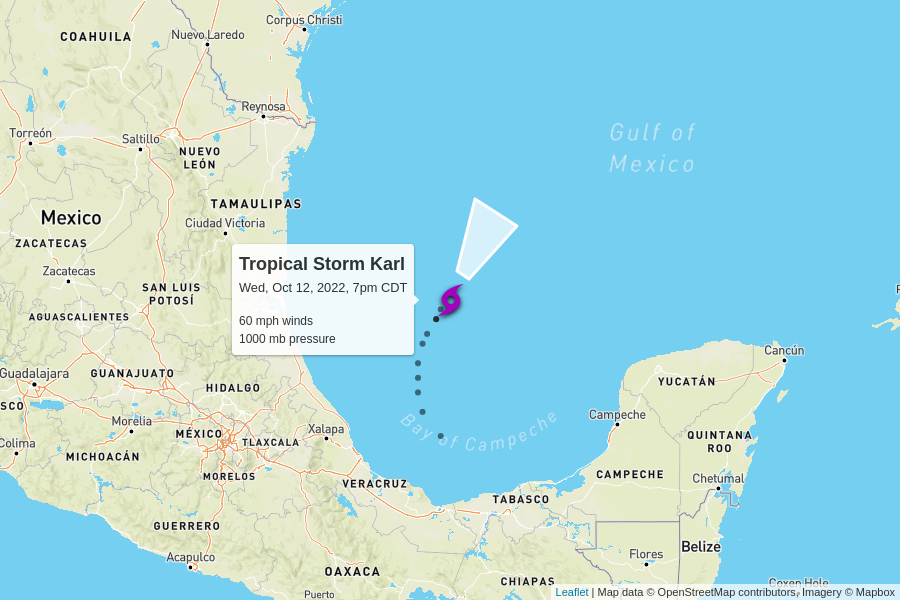 Corpus Christi
COAHUILA
Nuevo Laredo
Reynosa
Gulf of
Mexico
Torreón
Saltillo
NUEVO
LEÓN
TAMAULIPAS
Mexico
Ciudad Victoria
ZACATECAS
Zacatecas
Tropical Storm Karl
Wed, Oct 12, 2022, 7pm CDT
60 mph winds
1000 mb pressure
SAN LUIS
POTOSÍ
AGUASCALIENTES
Cancún
Guadalajara
GUANAJUATO
YUCATÁN
HIDALGO
SCO
Morelia
Campeche
Bay of Campeche
MÉXICO
Xalapa
TLAXCALA
QUINTANA
ROO
Colima
MICHOACÁN
MORELOS
VERACRUZ
CAMPECHE
Chetumal
TABASCO
GUERRERO
Belize
Acapulco
Flores
OAXACA
CHIAPAS
Coxen Hole
Puerto
Leaflet | Map data © OpenStreetMap contributors, Imagery © Mapbox